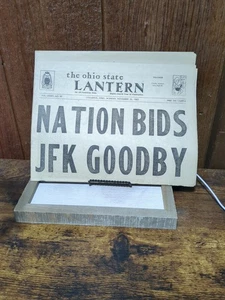 the ohio state
LANTERN
NATION BIDS
JFK GOODBY